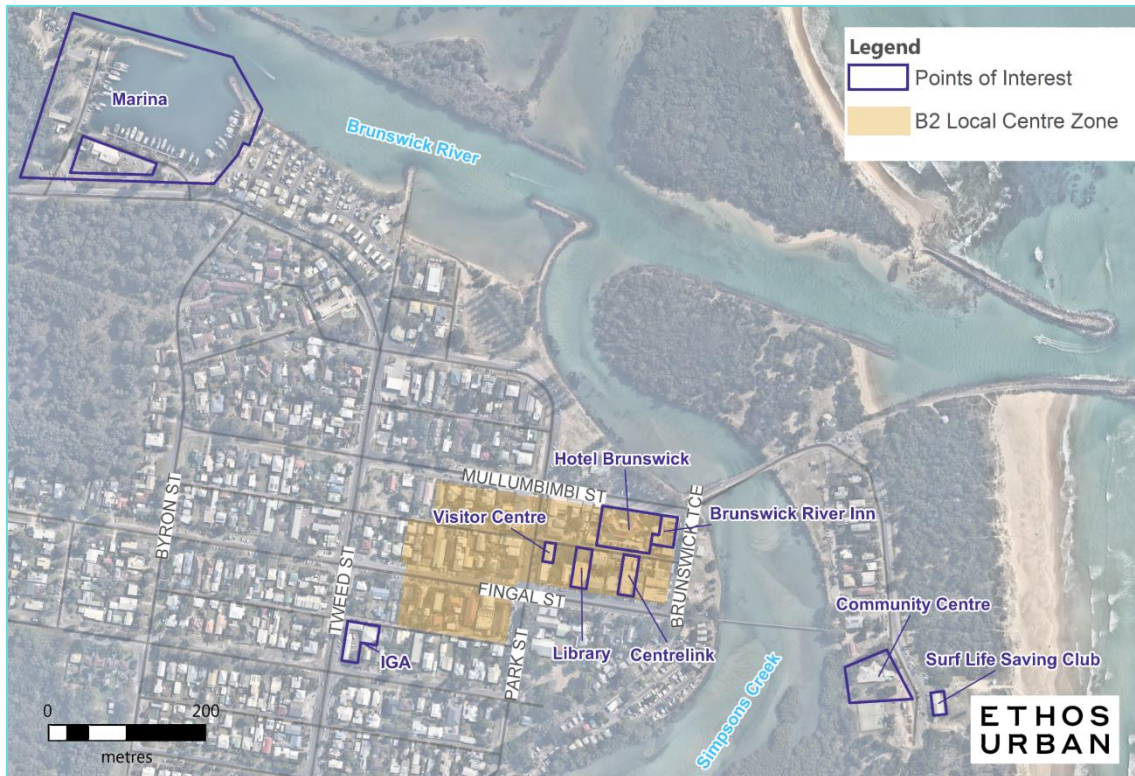 Legend
Points of Interest
B2 Local Centre Zone
Marina
Brunswick River
Hotel Brunswick
MULLUMBIMBI ST
Brunswick River Inn
Visitor Centre
BRUNSWICK TCE
BYRON ST
TWEED ST
FINGAL ST
PARK ST
Library
Centrelink
IGA
Community Centre
Surf Life Saving Club
Simpsons Creek
0 200
metres
ETHOS
URBAN